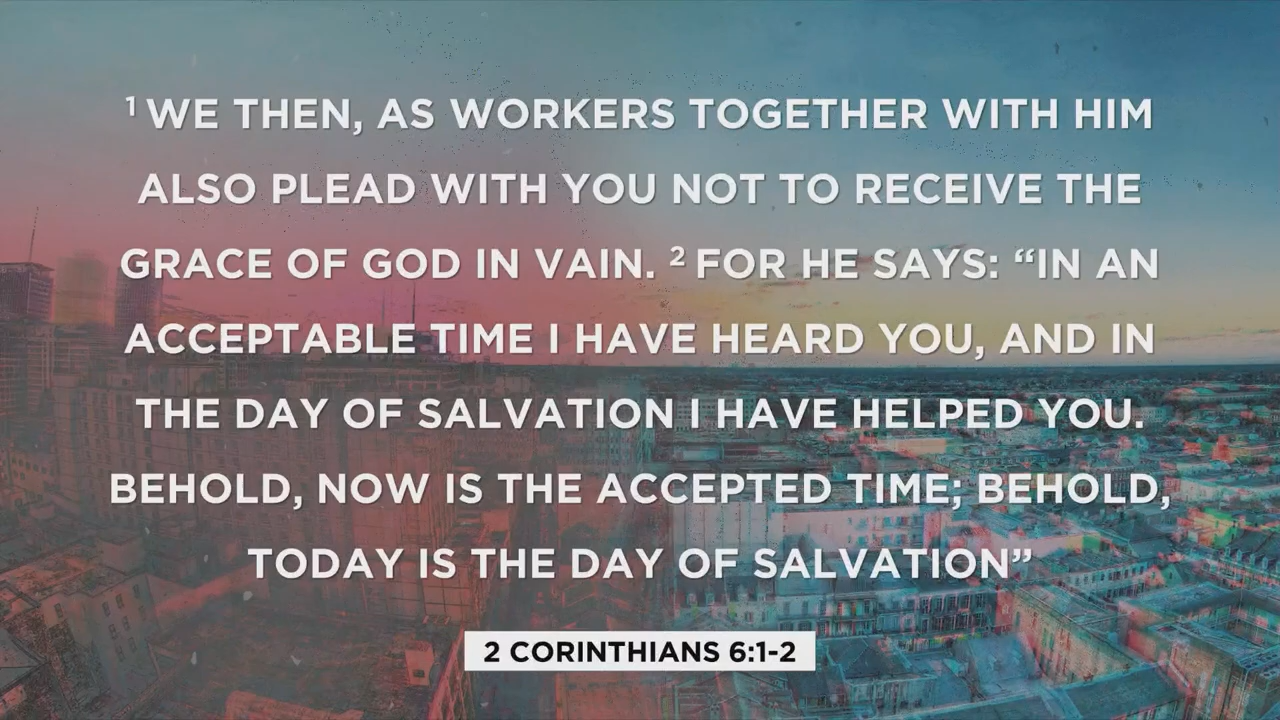 ¹ WE THEN, AS WORKERS TOGETHER WITH HIM
ALSO PLEAD WITH YOU NOT TO RECEIVE THE
GRACE OF GOD IN VAIN. ² FOR HE SAYS: “IN AN
ACCEPTABLE TIME I HAVE HEARD YOU, AND IN
THE DAY OF SALVATION I HAVE HELPED YOU.
BEHOLD, NOW IS THE ACCEPTED TIME; BEHOLD,
TODAY IS THE DAY OF SALVATION”
2 CORINTHIANS 6:1-2